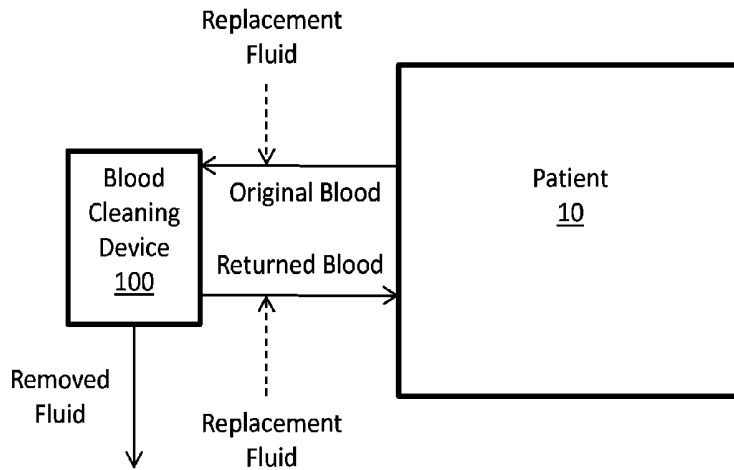 Replacement
Fluid
Blood
Cleaning
Device
100
Original Blood
Returned Blood
Patient
10
Removed
Fluid
Replacement
Fluid